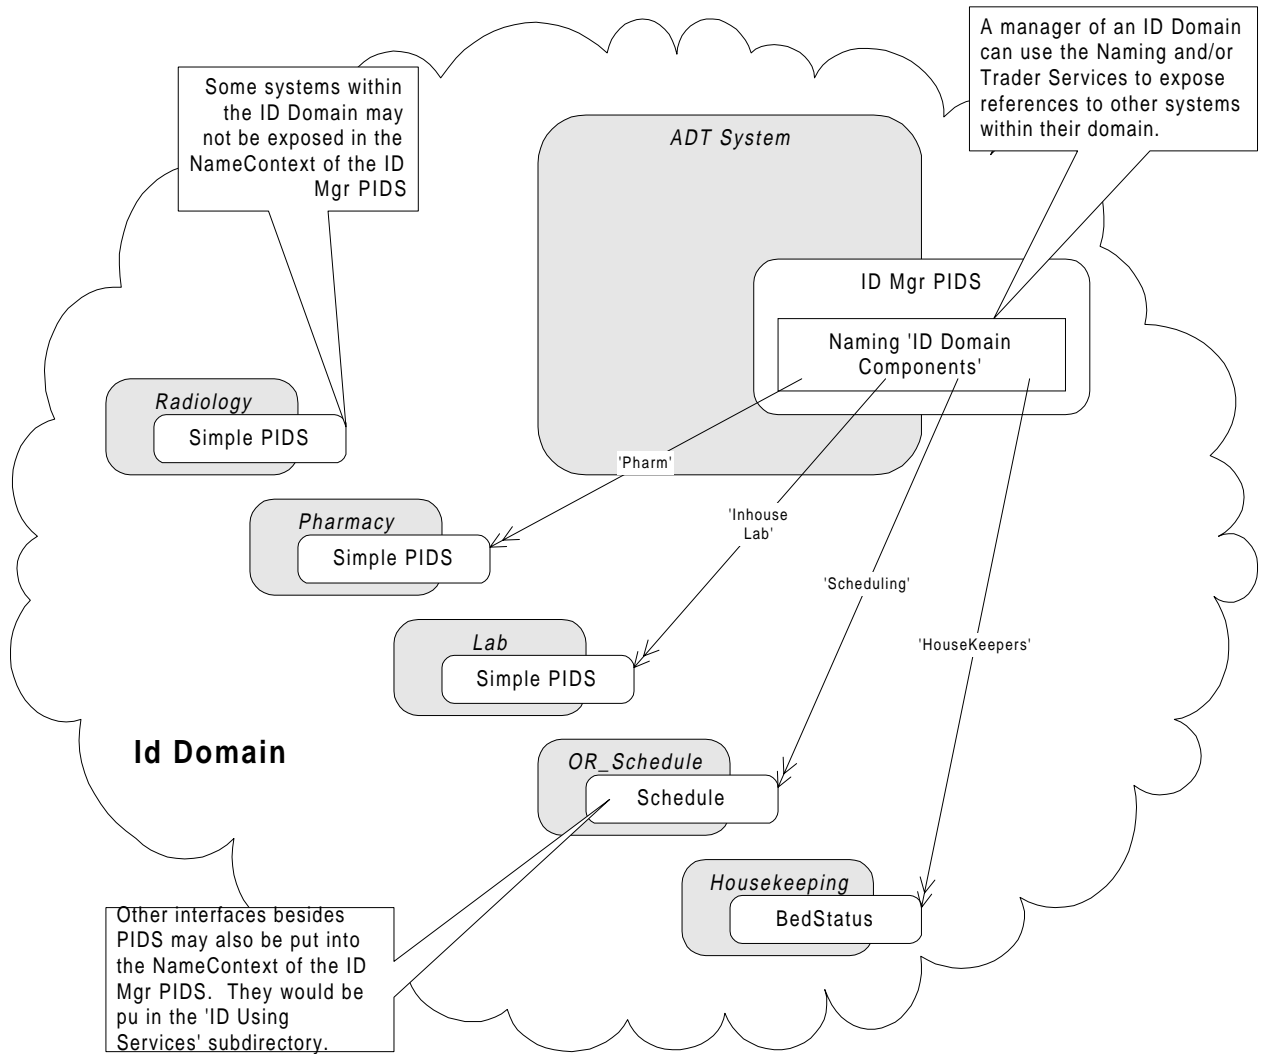 A manager of an ID Domain
can use the Naming and/or
Trader Services to expose
references to other systems
within their domain.
Some systems within
the ID Domain may
not be exposed in the
NameContext of the ID
Mgr PIDS
ADT System
ID Mgr PIDS
Naming 'ID Domain
Components'
Radiology
Simple PIDS
'Pharm'
Pharmacy
Simple PIDS
'Inhouse
Lab'
'Scheduling'
'HouseKeepers'
Lab
Simple PIDS
Id Domain
OR_Schedule
Schedule
Housekeeping
BedStatus
Other interfaces besides
PIDS may also be put into
the NameContext of the ID
Mgr PIDS.  They would be
pu in the 'ID Using
Services' subdirectory.